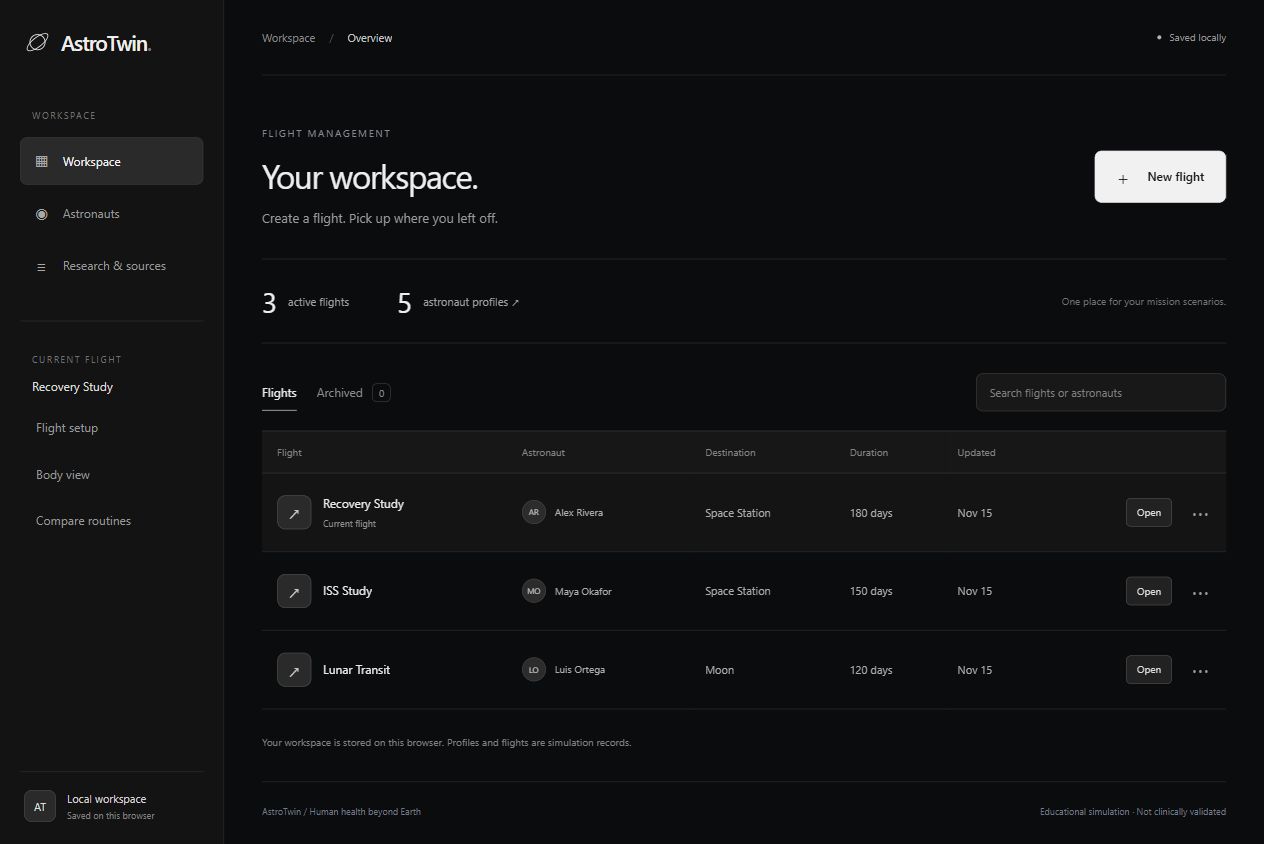 AstroTwin.
WORKSPACE
Workspace
Astronauts
Research & sources
CURRENT FLIGHT
Recovery Study
Flight setup
Body view
Compare routines
AT
Local workspace
Saved on this browser
Workspace / Overview
Saved locally
FLIGHT MANAGEMENT
Your workspace.
Create a flight. Pick up where you left off.
+ New flight
3 active flights 5 astronaut profiles ↗
One place for your mission scenarios.
Flights Archived 0
Search flights or astronauts
Flight Astronaut Destination Duration Updated
↗ Recovery Study AR Alex Rivera Space Station 180 days Nov 15 Open ...
Current flight
↗ ISS Study MO Maya Okafor Space Station 150 days Nov 15 Open ...
↗ Lunar Transit LO Luis Ortega Moon 120 days Nov 15 Open ...
Your workspace is stored on this browser. Profiles and flights are simulation records.
AstroTwin / Human health beyond Earth
Educational simulation · Not clinically validated